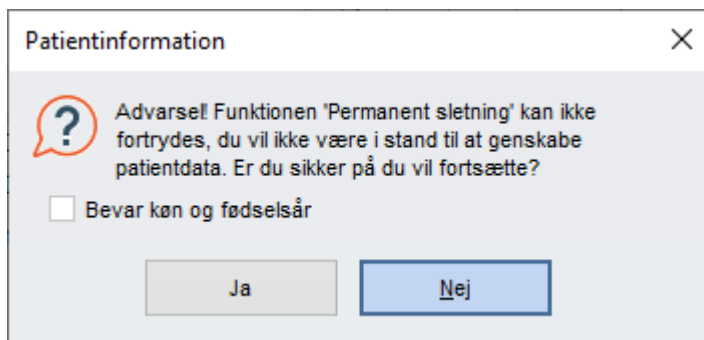 Patientinformation
Advarsel! Funktionen 'Permanent sletning' kan ikke
fortrydes, du vil ikke være i stand til at genskabe
patientdata. Er du sikker på du vil fortsætte?
Bevar køn og fødselsår
Ja
Nej